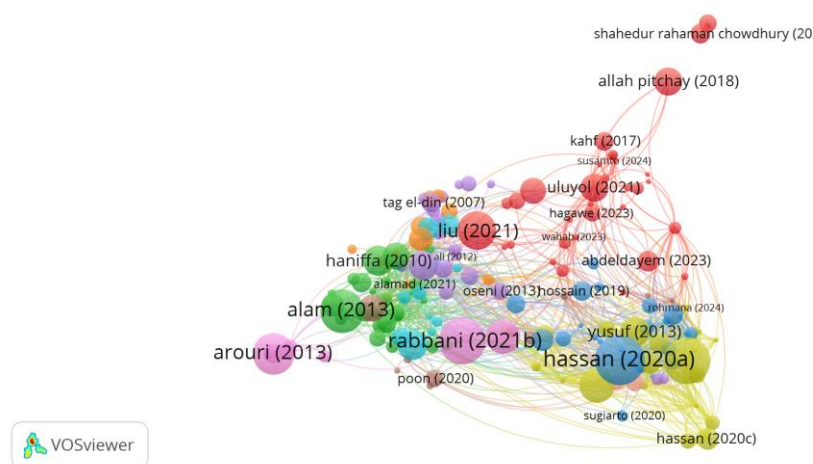 shahedur rahaman chowdhury (20
allah pitchay (2018)
kahf (2017)
susamto (2024)
uluyol (2021)
tag el-din (2007)
hagawe (2023)
liu (2021)
wahab (2023)
haniffa (2010)
ali (2012)
abdeldayem (2023)
alamad (2021)
oseni (2013)
hossain (2019)
alam (2013)
rohmana (2024)
yusuf (2013)
rabbani (2021b)
arouri (2013)
hassan (2020a)
poon (2020)
sugiarto (2020)
hassan (2020c)
VOSviewer